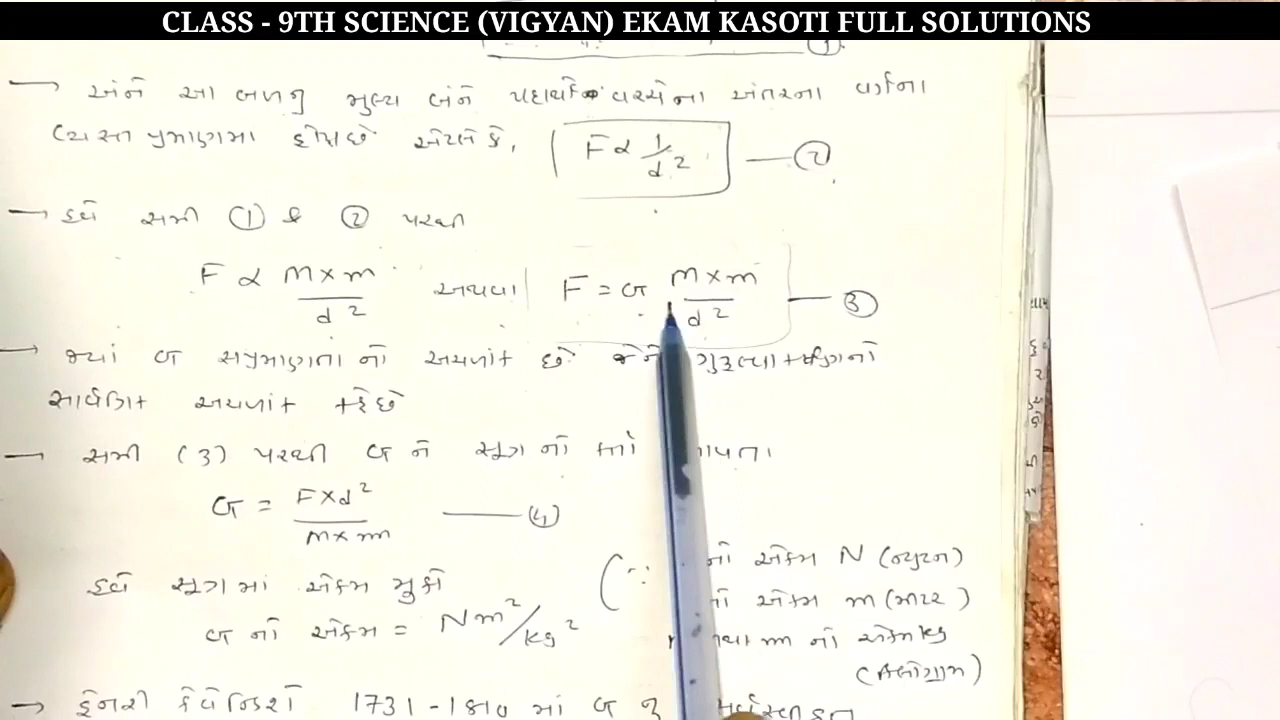 CLASS - 9TH SCIENCE (VIGYAN) EKAM KASOTI FULL SOLUTIONS
→ અને આ બળનુ મુલ્ય બંને પદાર્થો વચ્ચેના અંતરના વર્ગના
વ્યસ્ત પ્રમાણમા હોય છે એટલે કે, F ∝ 1/d² — ②
→ હવે સમી ① & ② પરથી
F ∝ M×m/d² અથવા F = G M×m/d² — ③
→ જ્યાં G સપ્રમાણતા નો અચળાંક છે જેને ગુરુત્વાકર્ષણનો
સાર્વત્રિક અચળાંક કહે છે
→ સમી (3) પરથી G ને સૂત્રનો
G = F×d²/M×m — (4)
હવે સૂત્રમાં એકમ મુકો (∵ નો એકમ N (ન્યુટન)
G નો એકમ = Nm²/kg² નો એકમ m (મીટર)
m નો એકમ kg
(કિલોગ્રામ)
→ હેનરી કેવેન્ડિશે 1731-1810 માં G નુ